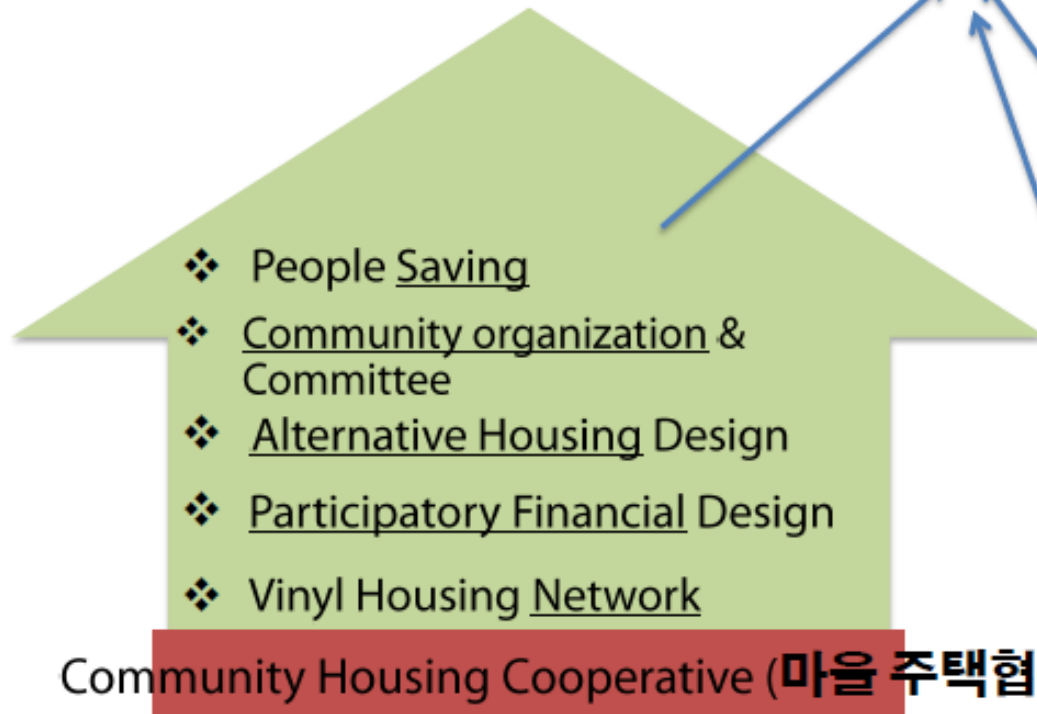 ❖ People Saving
❖ Community organization &
Committee
❖ Alternative Housing Design
❖ Participatory Financial Design
❖ Vinyl Housing Network
Community Housing Cooperative (마을 주택협